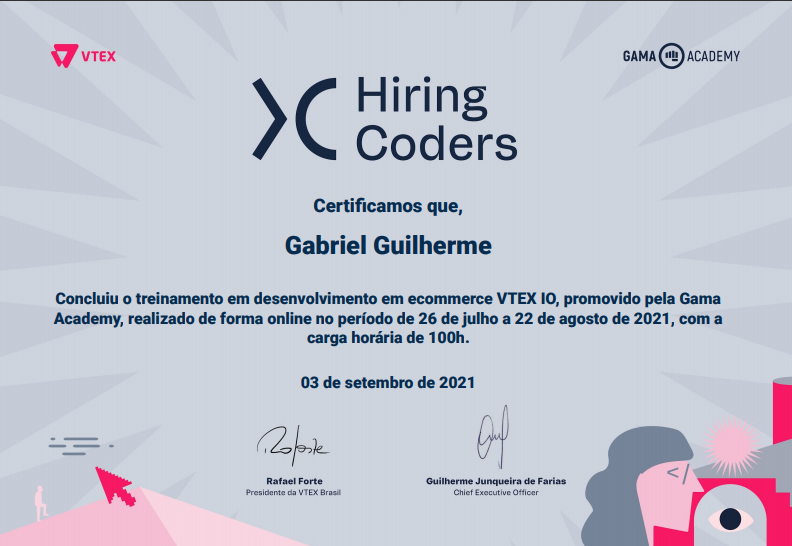 VTEX
GAMA ACADEMY
Hiring
Coders
Certificamos que,
Gabriel Guilherme
Concluiu o treinamento em desenvolvimento em ecommerce VTEX IO, promovido pela Gama
Academy, realizado de forma online no período de 26 de julho a 22 de agosto de 2021, com a
carga horária de 100h.
03 de setembro de 2021
Rafael Forte
Presidente da VTEX Brasil
Guilherme Junqueira de Farias
Chief Executive Officer